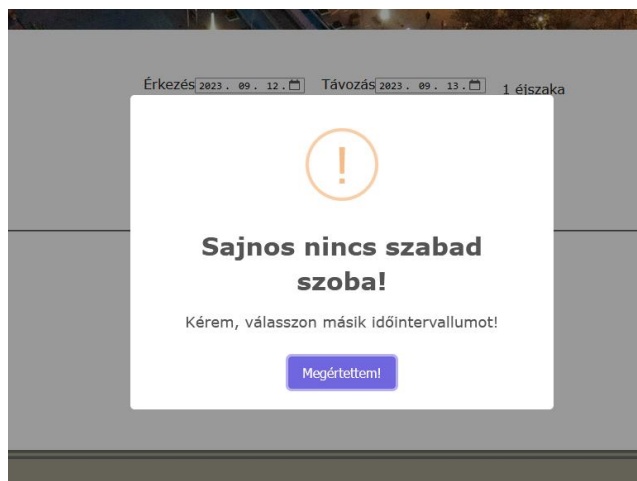 Érkezés 2023. 09. 12. Távozás 2023. 09. 13. 1 éjszaka
!
Sajnos nincs szabad
szoba!
Kérem, válasszon másik időintervallumot!
Megértettem!